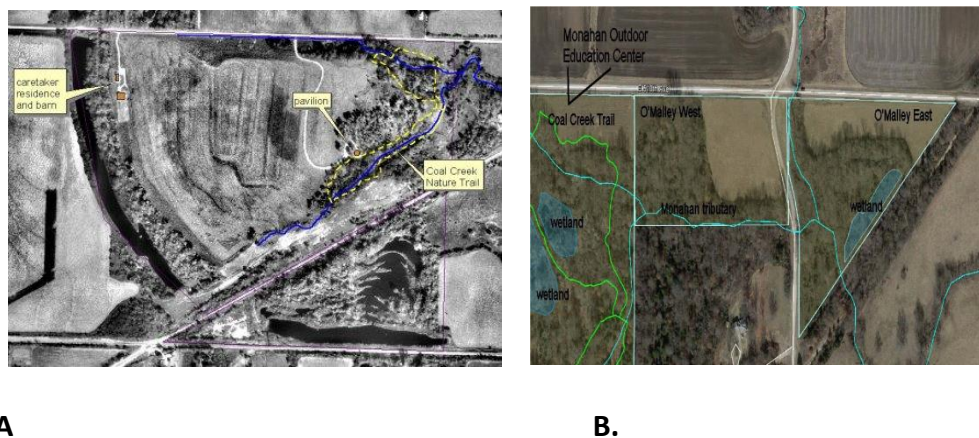 caretaker
residence
and barn
pavilion
Coal Creek
Nature Trail
A
Monahan Outdoor
Education Center
Coal Creek Trail
O'Malley West
O'Malley East
Monahan tributary
wetland
wetland
wetland
B.